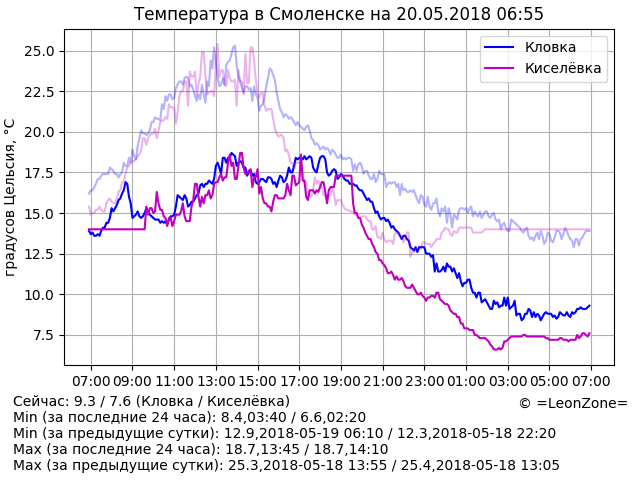 Температура в Смоленске на 20.05.2018 06:55
градусов Цельсия, °С
25.0
22.5
20.0
17.5
15.0
12.5
10.0
7.5
Кловка
Киселёвка
07:00 09:00 11:00 13:00 15:00 17:00 19:00 21:00 23:00 01:00 03:00 05:00 07:00
Сейчас: 9.3 / 7.6 (Кловка / Киселёвка)
© =LeonZone=
Min (за последние 24 часа): 8.4,03:40 / 6.6,02:20
Min (за предыдущие сутки): 12.9,2018-05-19 06:10 / 12.3,2018-05-18 22:20
Max (за последние 24 часа): 18.7,13:45 / 18.7,14:10
Max (за предыдущие сутки): 25.3,2018-05-18 13:55 / 25.4,2018-05-18 13:05